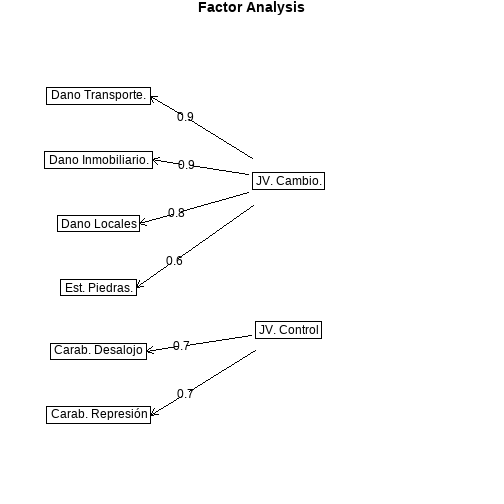 Factor Analysis
Dano Transporte.
0.9
Dano Inmobiliario.
0.9
JV. Cambio.
Dano Locales
0.8
0.6
Est. Piedras.
JV. Control
Carab. Desalojo
0.7
0.7
Carab. Represión